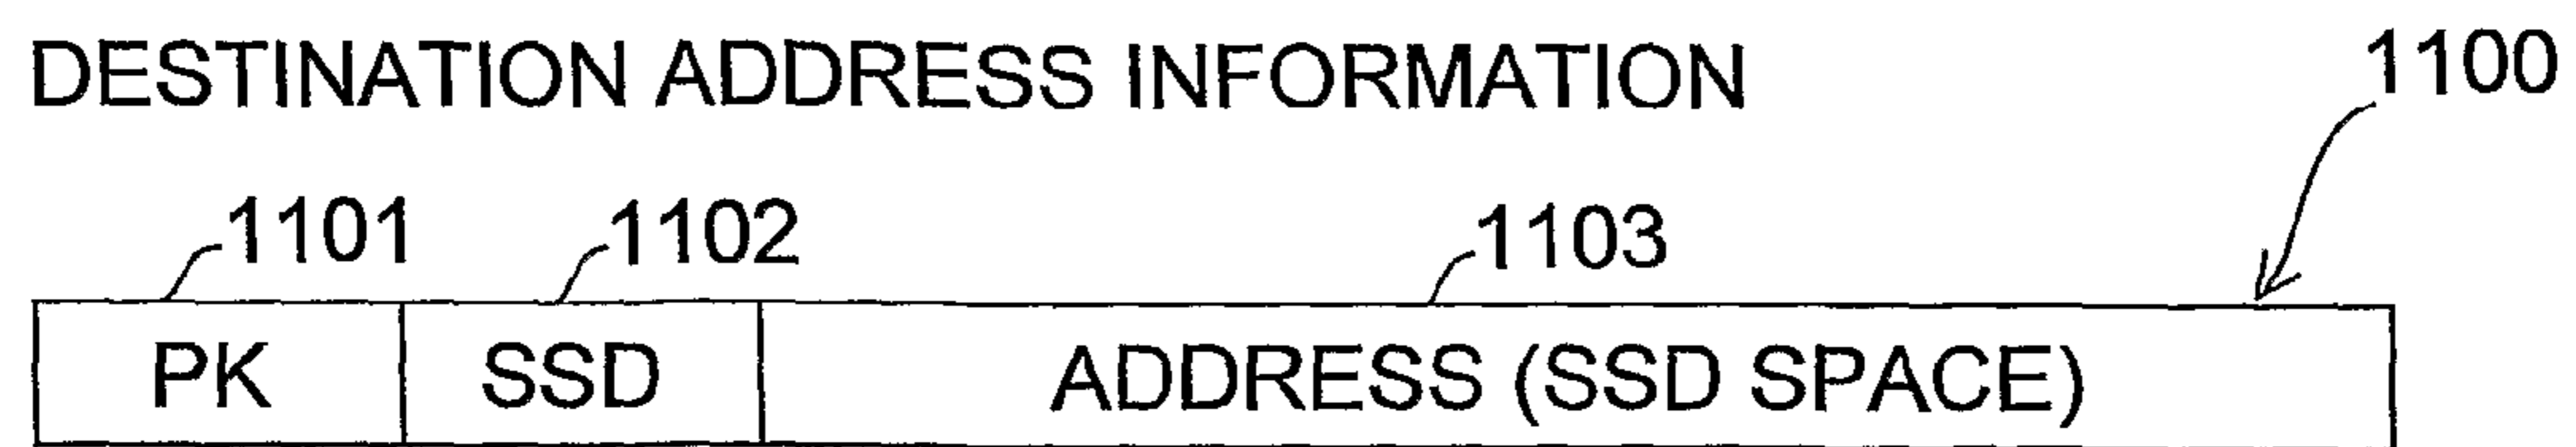 DESTINATION ADDRESS INFORMATION
1100
1101 1102 1103
PK SSD ADDRESS (SSD SPACE)